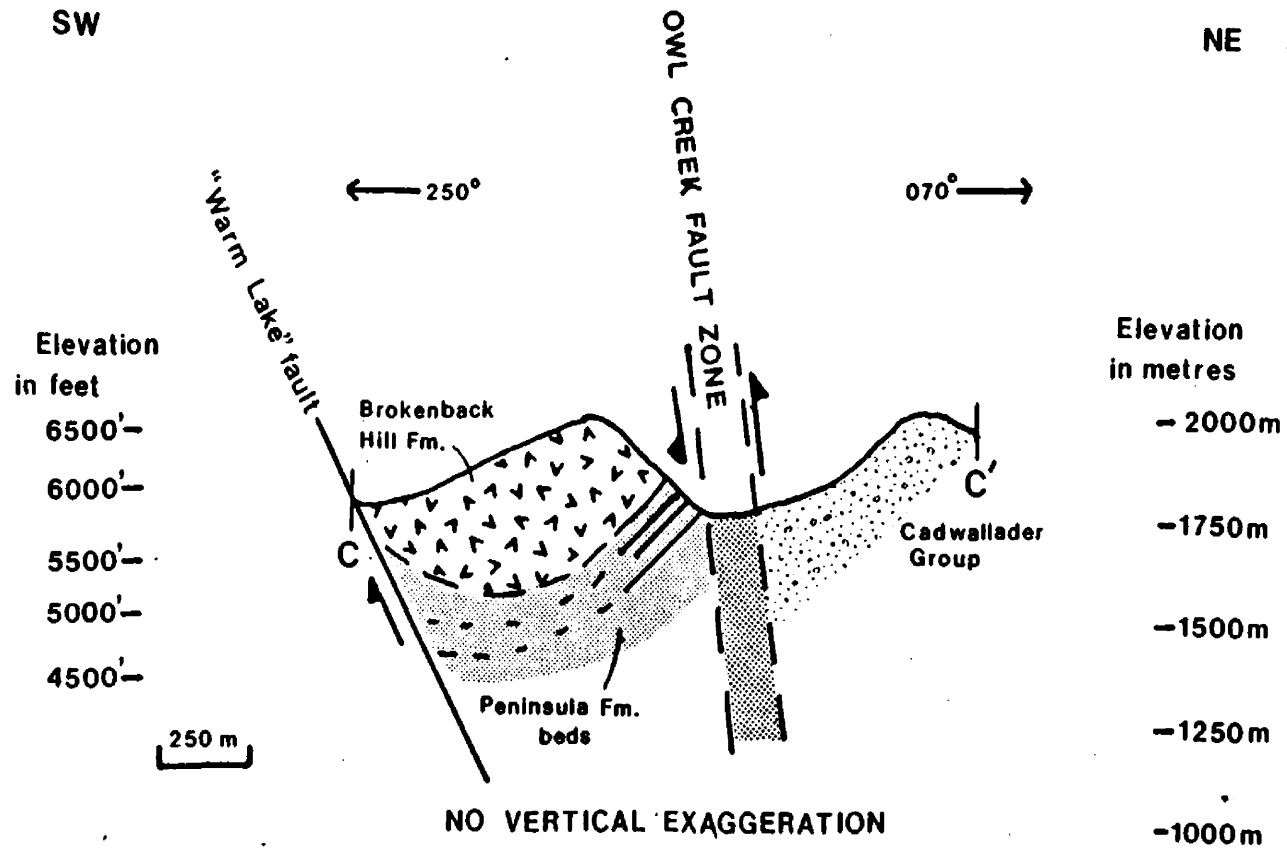 SW
NE
OWL CREEK FAULT ZONE
250°
070°
"Warm Lake" fault
Elevation
in feet
6500'
6000'
5500'
5000'
4500'
Elevation
in metres
2000m
1750m
1500m
1250m
1000m
Brokenback
Hill Fm.
C
C'
Cadwallader
Group
Peninsula Fm.
beds
250 m
NO VERTICAL EXAGGERATION